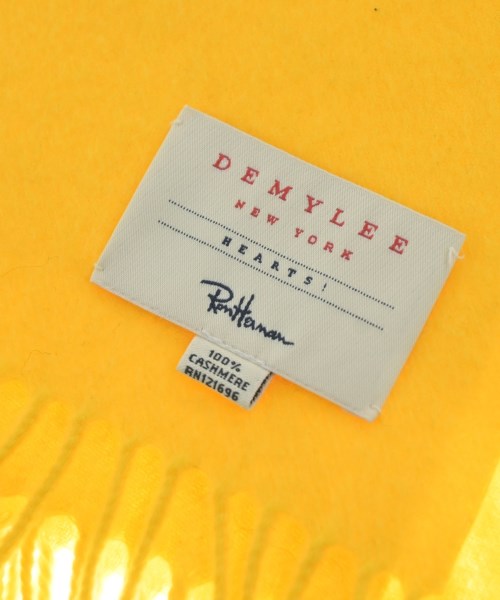 DEMYLEE
NEW YORK
HEARTS!
Ron Herman
100%
CASHMERE
RN121696